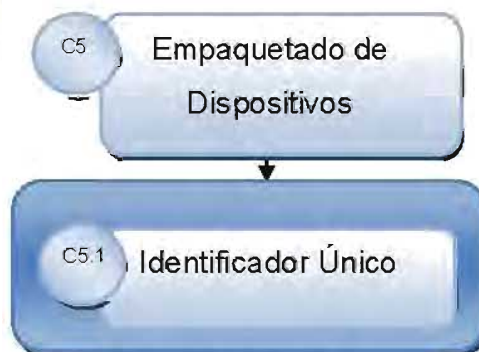 C5
Empaquetado de
Dispositivos
C5.1
Identificador Único